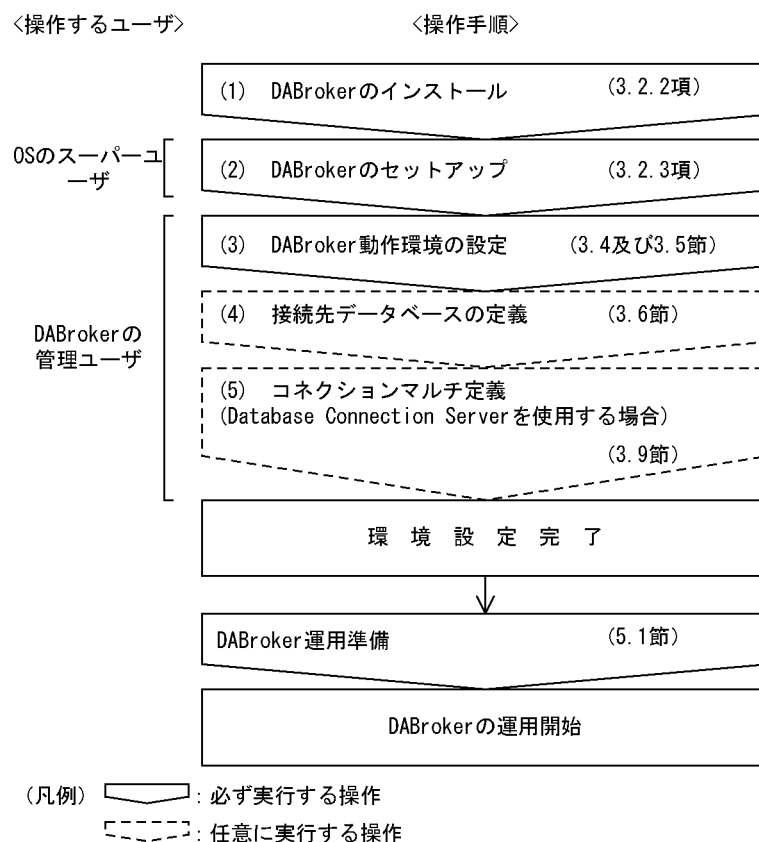 <操作するユーザ>
<操作手順>
(1) DABrokerのインストール (3.2.2項)
OSのスーパーユ
ーザ
(2) DABrokerのセットアップ (3.2.3項)
(3) DABroker動作環境の設定 (3.4及び3.5節)
DABrokerの
管理ユーザ
(4) 接続先データベースの定義 (3.6節)
(5) コネクションマルチ定義
(Database Connection Serverを使用する場合)
(3.9節)
環 境 設 定 完 了
DABroker運用準備 (5.1節)
DABrokerの運用開始
(凡例) : 必ず実行する操作
: 任意に実行する操作